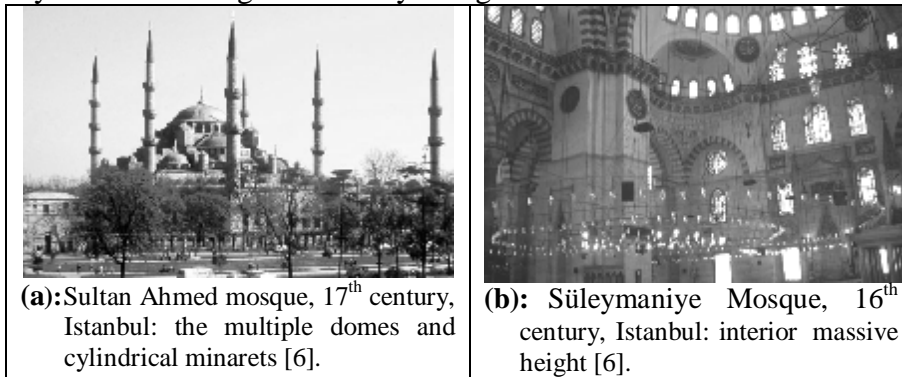 (a): Sultan Ahmed mosque, 17th century,
Istanbul: the multiple domes and
cylindrical minarets [6].
(b): Süleymaniye Mosque, 16th
century, Istanbul: interior massive
height [6].